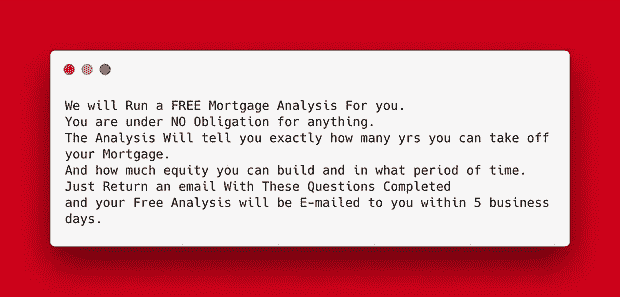 We will Run a FREE Mortgage Analysis For you.
You are under NO Obligation for anything.
The Analysis Will tell you exactly how many yrs you can take off
your Mortgage.
And how much equity you can build and in what period of time.
Just Return an email With These Questions Completed
and your Free Analysis will be E-mailed to you within 5 business
days.